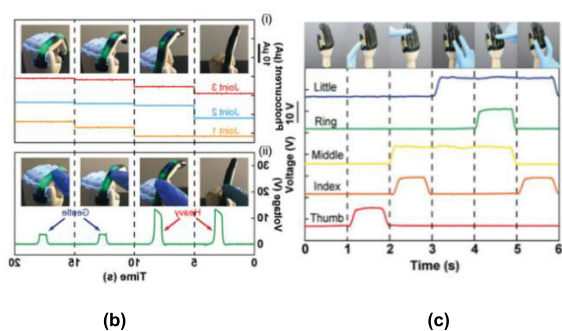 (i)
10 μA
Photocurrent (μA)
Joint 3
Joint 2
Joint 1
(ii)
30
20
10
0
Voltage (V)
Gentle
Heavy
20 15 10 5 0
Time (s)
(b)
Little
Ring
Middle
Index
Thumb
Voltage (V)
10 V
0 1 2 3 4 5 6
Time (s)
(c)